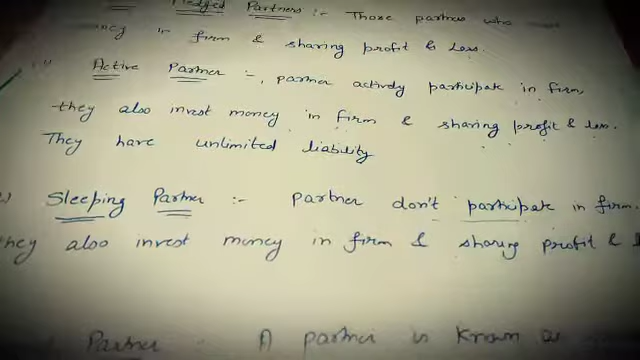 Pledged Partners :- Those partners who
in firm & sharing profit & Loss.
Active Partner :- , partner actively participate in firm,
they also invest money in firm & sharing profit & loss.
They have unlimited liability
Sleeping Partner :- Partner don't participate in firm.
They also invest money in firm & sharing profit &
Partner :- A partner is known as